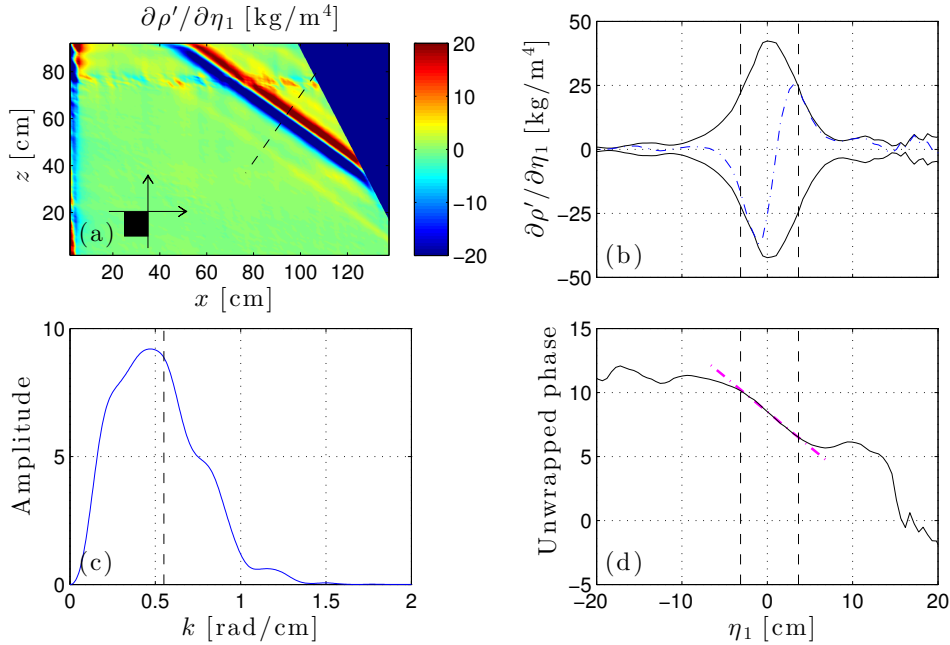 ∂ρ′/∂η₁ [kg/m⁴]
80
60
40
20
z [cm]
(a)
20 40 60 80 100 120
x [cm]
20
10
0
−10
−20
50
25
0
−25
−50
∂ρ′/∂η₁ [kg/m⁴]
(b)
10
5
0
Amplitude
(c)
0 0.5 1 1.5 2
k [rad/cm]
15
10
5
0
−5
Unwrapped phase
(d)
−20 −10 0 10 20
η₁ [cm]